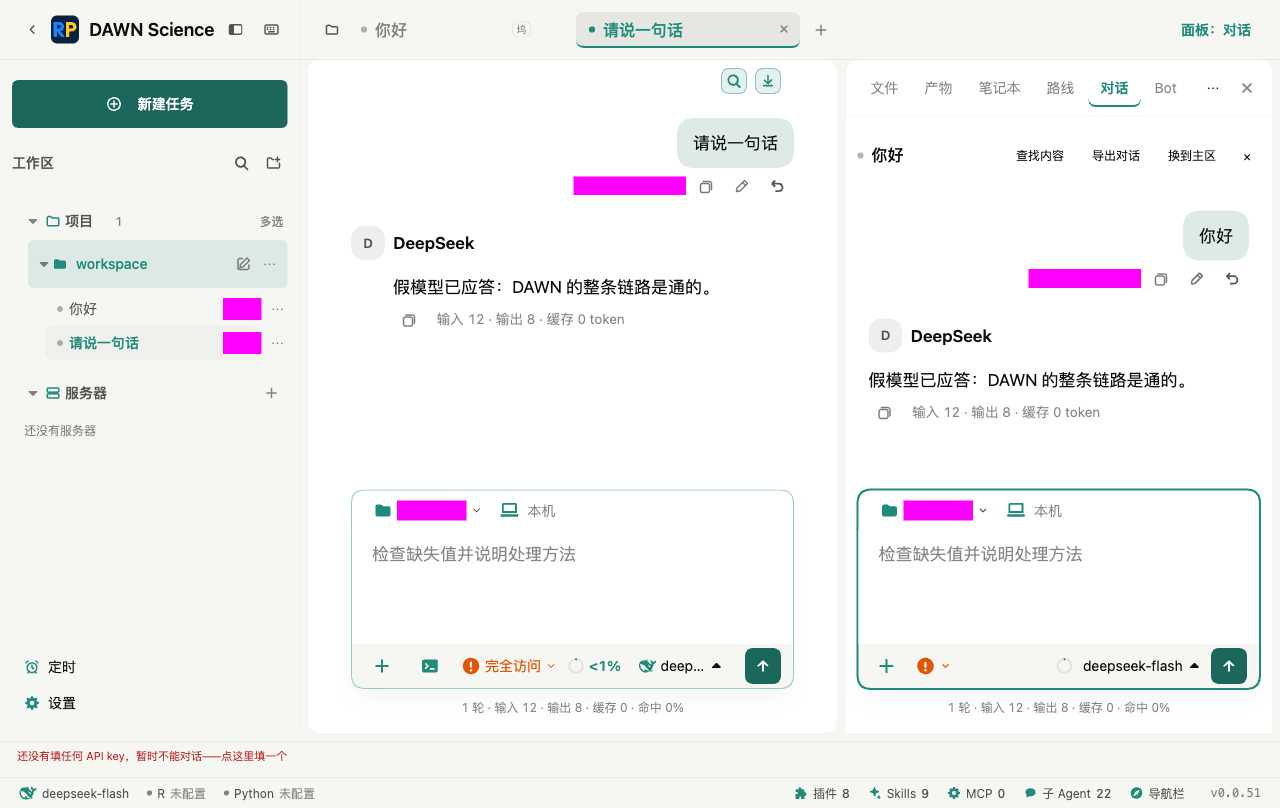 RP DAWN Science
你好
坞
请说一句话
面板：对话
新建任务
工作区
项目 1 多选
workspace
你好
请说一句话
服务器
还没有服务器
定时
设置
请说一句话
D DeepSeek
假模型已应答：DAWN 的整条链路是通的。
输入 12 · 输出 8 · 缓存 0 token
本机
检查缺失值并说明处理方法
完全访问 <1% deep...
1 轮 · 输入 12 · 输出 8 · 缓存 0 · 命中 0%
文件 产物 笔记本 路线 对话 Bot ...
你好 查找内容 导出对话 换到主区 ×
你好
D DeepSeek
假模型已应答：DAWN 的整条链路是通的。
输入 12 · 输出 8 · 缓存 0 token
本机
检查缺失值并说明处理方法
deepseek-flash
1 轮 · 输入 12 · 输出 8 · 缓存 0 · 命中 0%
还没有填任何 API key，暂时不能对话——点这里填一个
deepseek-flash R 未配置 Python 未配置 插件 8 Skills 9 MCP 0 子 Agent 22 导航栏 v0.0.51